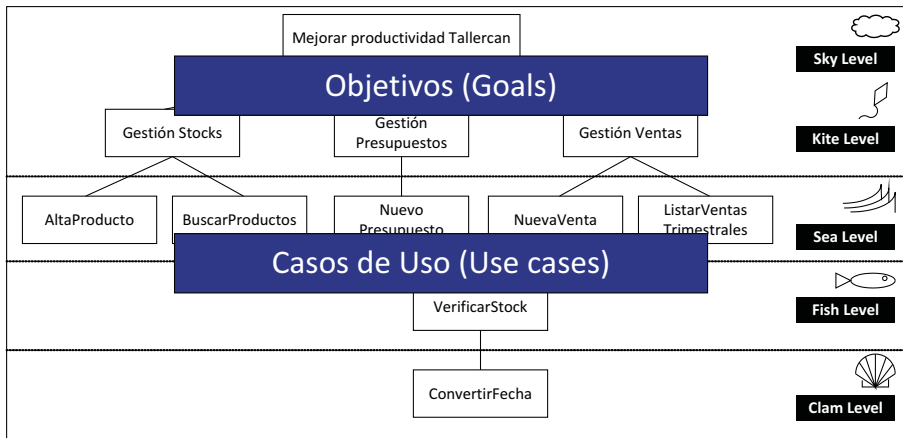 Mejorar productividad Tallercan
Sky Level
Objetivos (Goals)
Gestión Stocks
Gestión
Presupuestos
Gestión Ventas
Kite Level
AltaProducto
BuscarProductos
Nuevo
Presupuesto
NuevaVenta
ListarVentas
Trimestrales
Sea Level
Casos de Uso (Use cases)
VerificarStock
Fish Level
ConvertirFecha
Clam Level